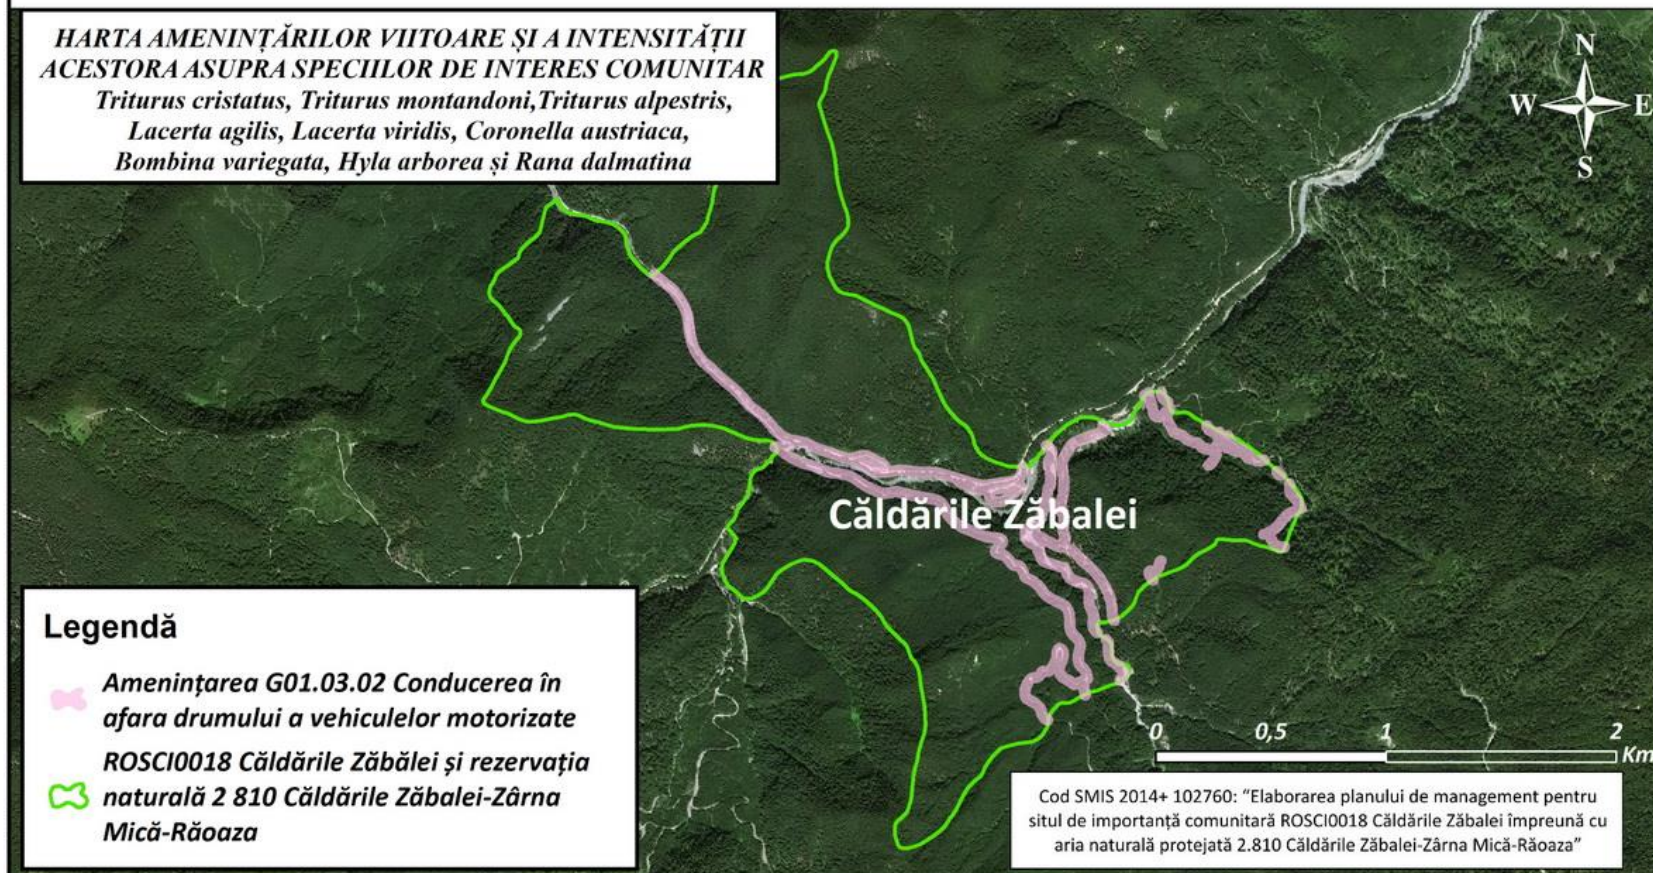 HARTA AMENINȚĂRILOR VIITOARE ȘI A INTENSITĂȚII
ACESTORA ASUPRA SPECIILOR DE INTERES COMUNITAR
Triturus cristatus, Triturus montandoni,Triturus alpestris,
Lacerta agilis, Lacerta viridis, Coronella austriaca,
Bombina variegata, Hyla arborea și Rana dalmatina
N
W E
S
Căldările Zăbalei
Legendă
Amenințarea G01.03.02 Conducerea în
afara drumului a vehiculelor motorizate
ROSCI0018 Căldările Zăbălei și rezervația
naturală 2 810 Căldările Zăbalei-Zârna
Mică-Răoaza
0 0,5 1 2
Km
Cod SMIS 2014+ 102760: “Elaborarea planului de management pentru
situl de importanță comunitară ROSCI0018 Căldările Zăbalei împreună cu
aria naturală protejată 2.810 Căldările Zăbalei-Zârna Mică-Răoaza”